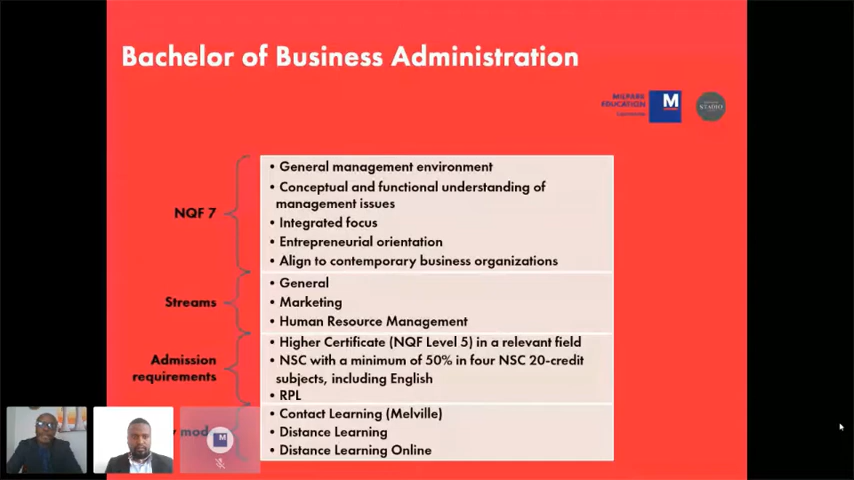 Bachelor of Business Administration
MILPARK
EDUCATION
M
STADIO
NQF 7
• General management environment
• Conceptual and functional understanding of
management issues
• Integrated focus
• Entrepreneurial orientation
• Align to contemporary business organizations
Streams
• General
• Marketing
• Human Resource Management
Admission
requirements
• Higher Certificate (NQF Level 5) in a relevant field
• NSC with a minimum of 50% in four NSC 20-credit
subjects, including English
• RPL
y mod
• Contact Learning (Melville)
• Distance Learning
• Distance Learning Online
M